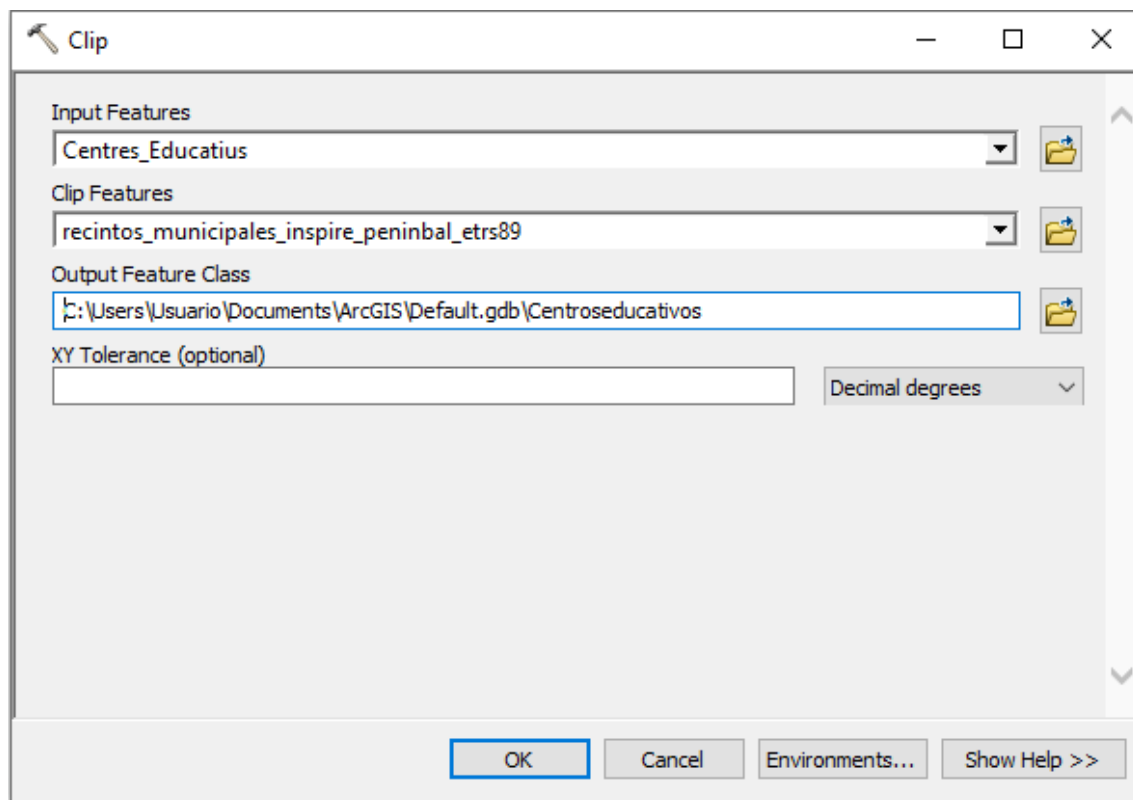 Clip
Input Features
Centres_Educatius
Clip Features
recintos_municipales_inspire_peninbal_etrs89
Output Feature Class
C:\Users\Usuario\Documents\ArcGIS\Default.gdb\Centroseducativos
XY Tolerance (optional)
Decimal degrees
OK Cancel Environments... Show Help >>